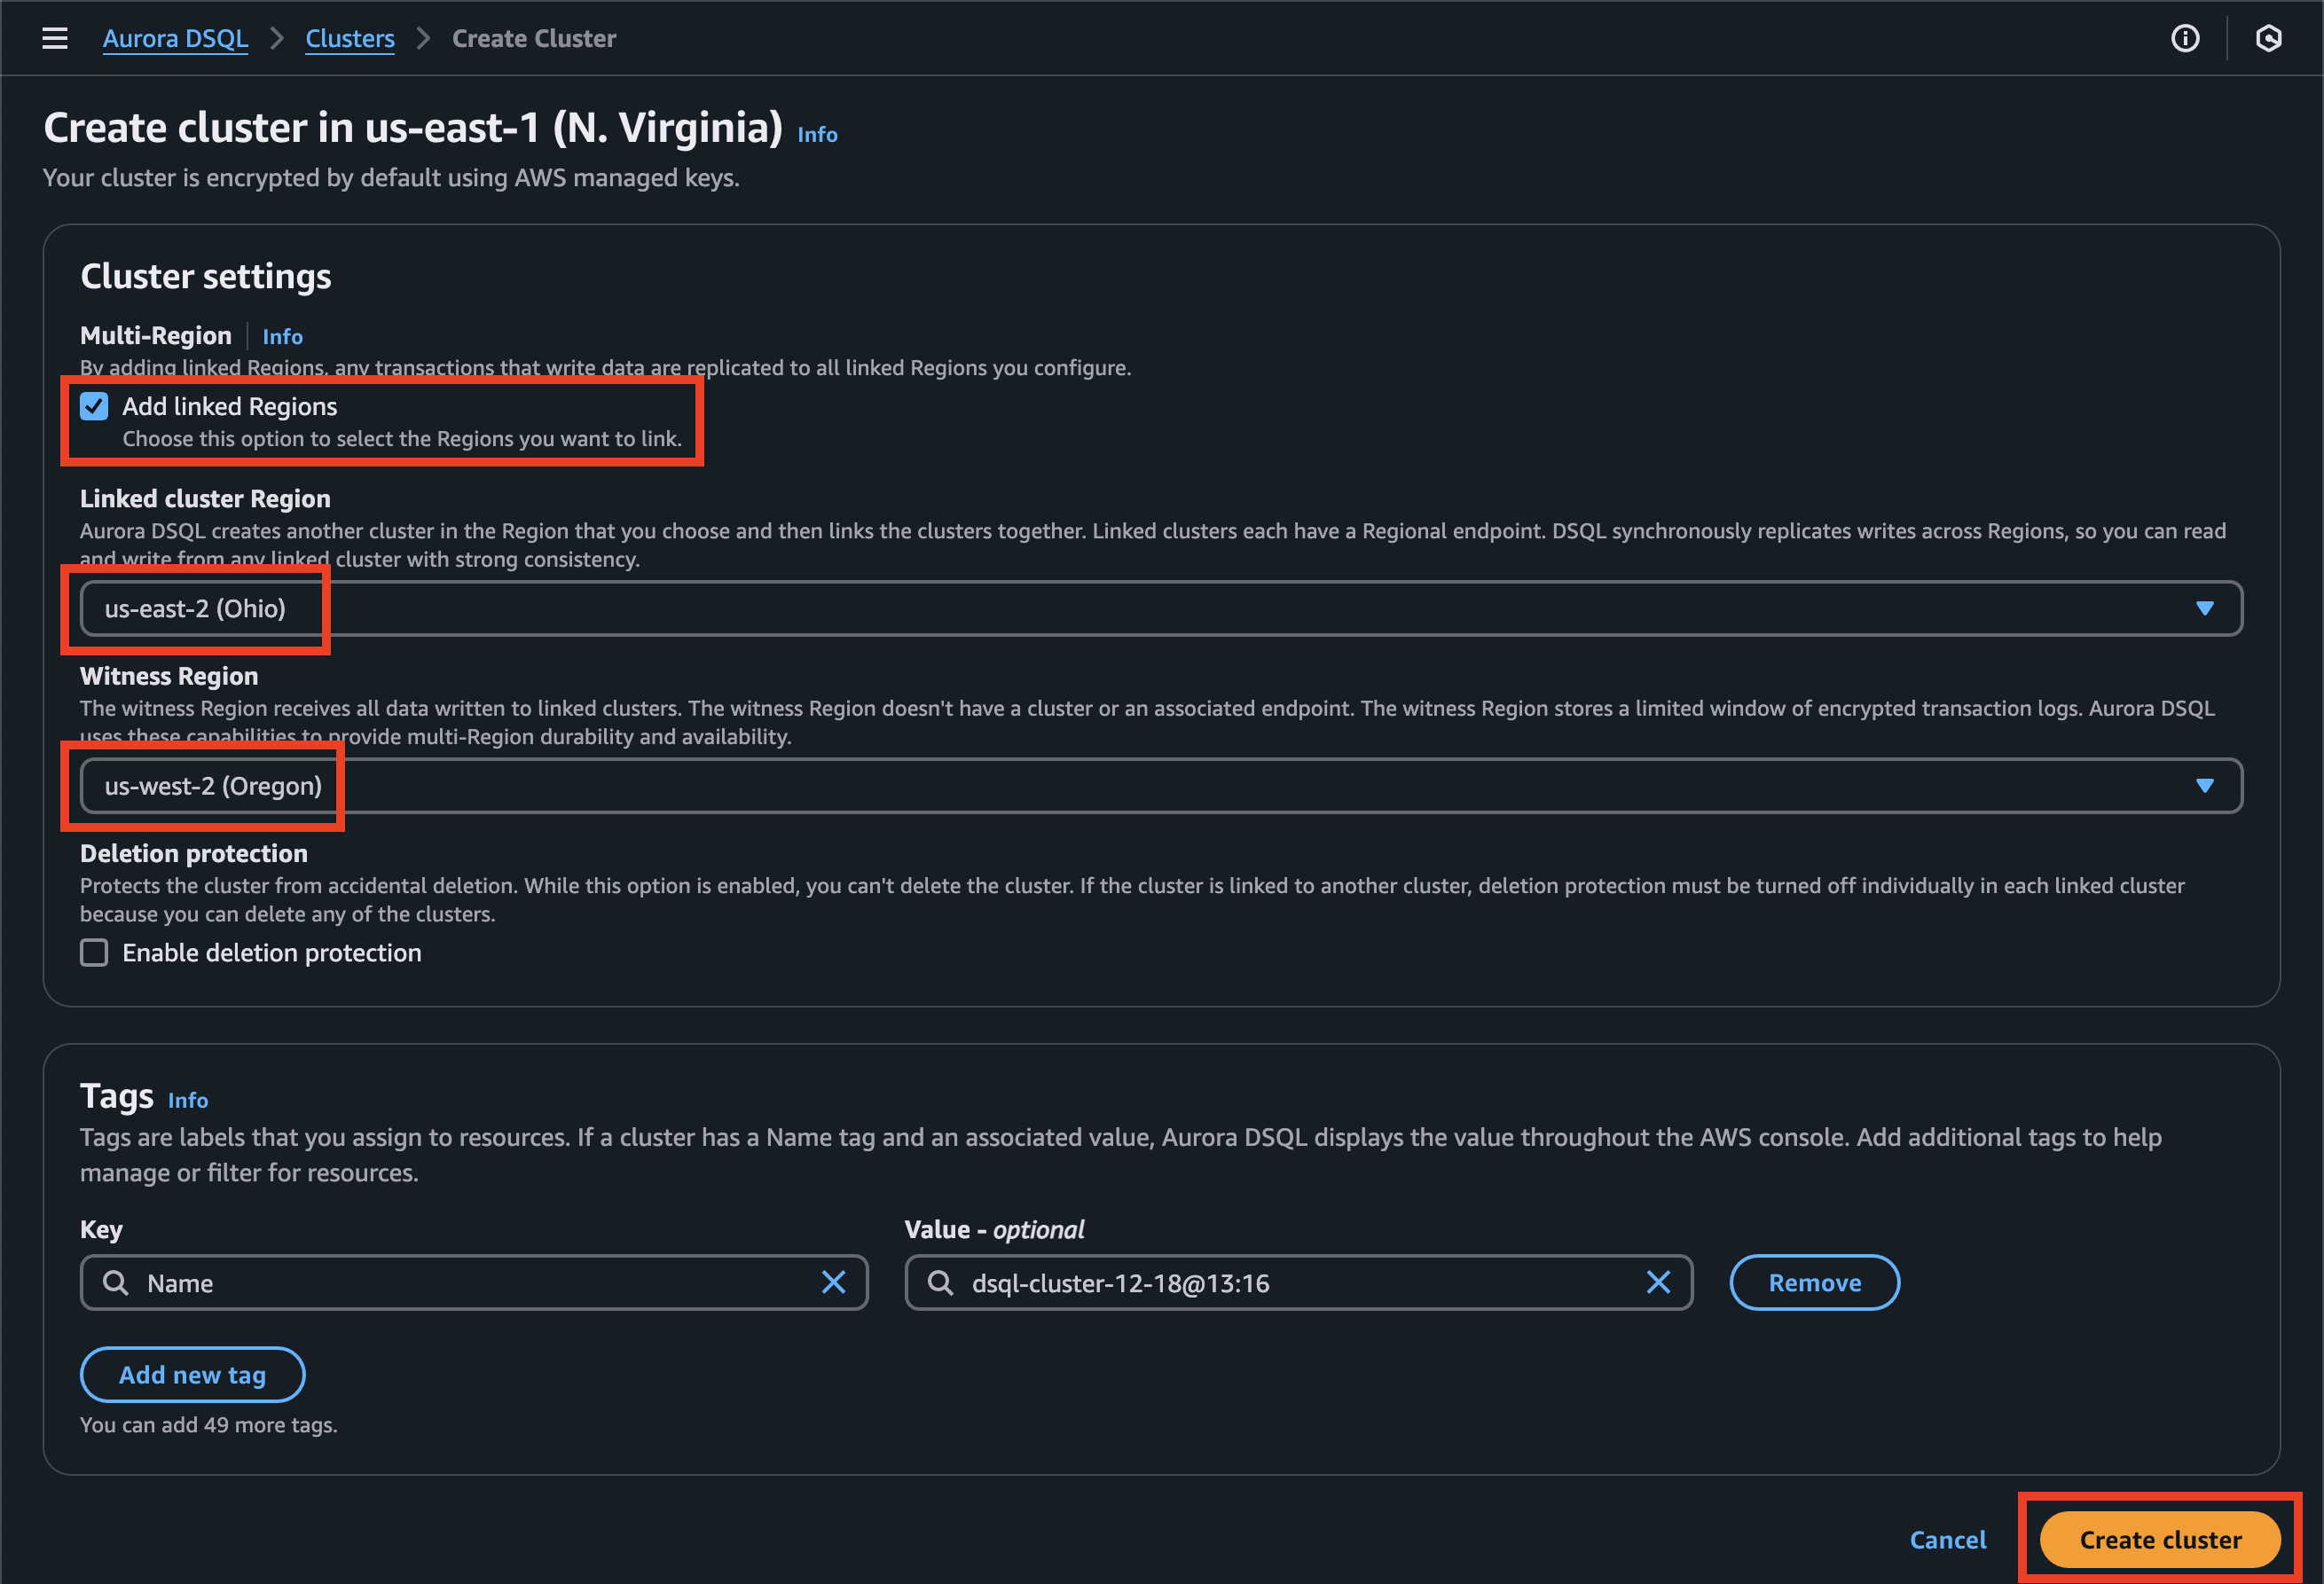 Aurora DSQL > Clusters > Create Cluster
Create cluster in us-east-1 (N. Virginia) Info
Your cluster is encrypted by default using AWS managed keys.
Cluster settings
Multi-Region | Info
By adding linked Regions, any transactions that write data are replicated to all linked Regions you configure.
Add linked Regions
Choose this option to select the Regions you want to link.
Linked cluster Region
Aurora DSQL creates another cluster in the Region that you choose and then links the clusters together. Linked clusters each have a Regional endpoint. DSQL synchronously replicates writes across Regions, so you can read
and write from any linked cluster with strong consistency.
us-east-2 (Ohio)
Witness Region
The witness Region receives all data written to linked clusters. The witness Region doesn't have a cluster or an associated endpoint. The witness Region stores a limited window of encrypted transaction logs. Aurora DSQL
uses these capabilities to provide multi-Region durability and availability.
us-west-2 (Oregon)
Deletion protection
Protects the cluster from accidental deletion. While this option is enabled, you can't delete the cluster. If the cluster is linked to another cluster, deletion protection must be turned off individually in each linked cluster
because you can delete any of the clusters.
Enable deletion protection
Tags Info
Tags are labels that you assign to resources. If a cluster has a Name tag and an associated value, Aurora DSQL displays the value throughout the AWS console. Add additional tags to help
manage or filter for resources.
Key Value - optional
Name dsql-cluster-12-18@13:16 Remove
Add new tag
You can add 49 more tags.
Cancel Create cluster